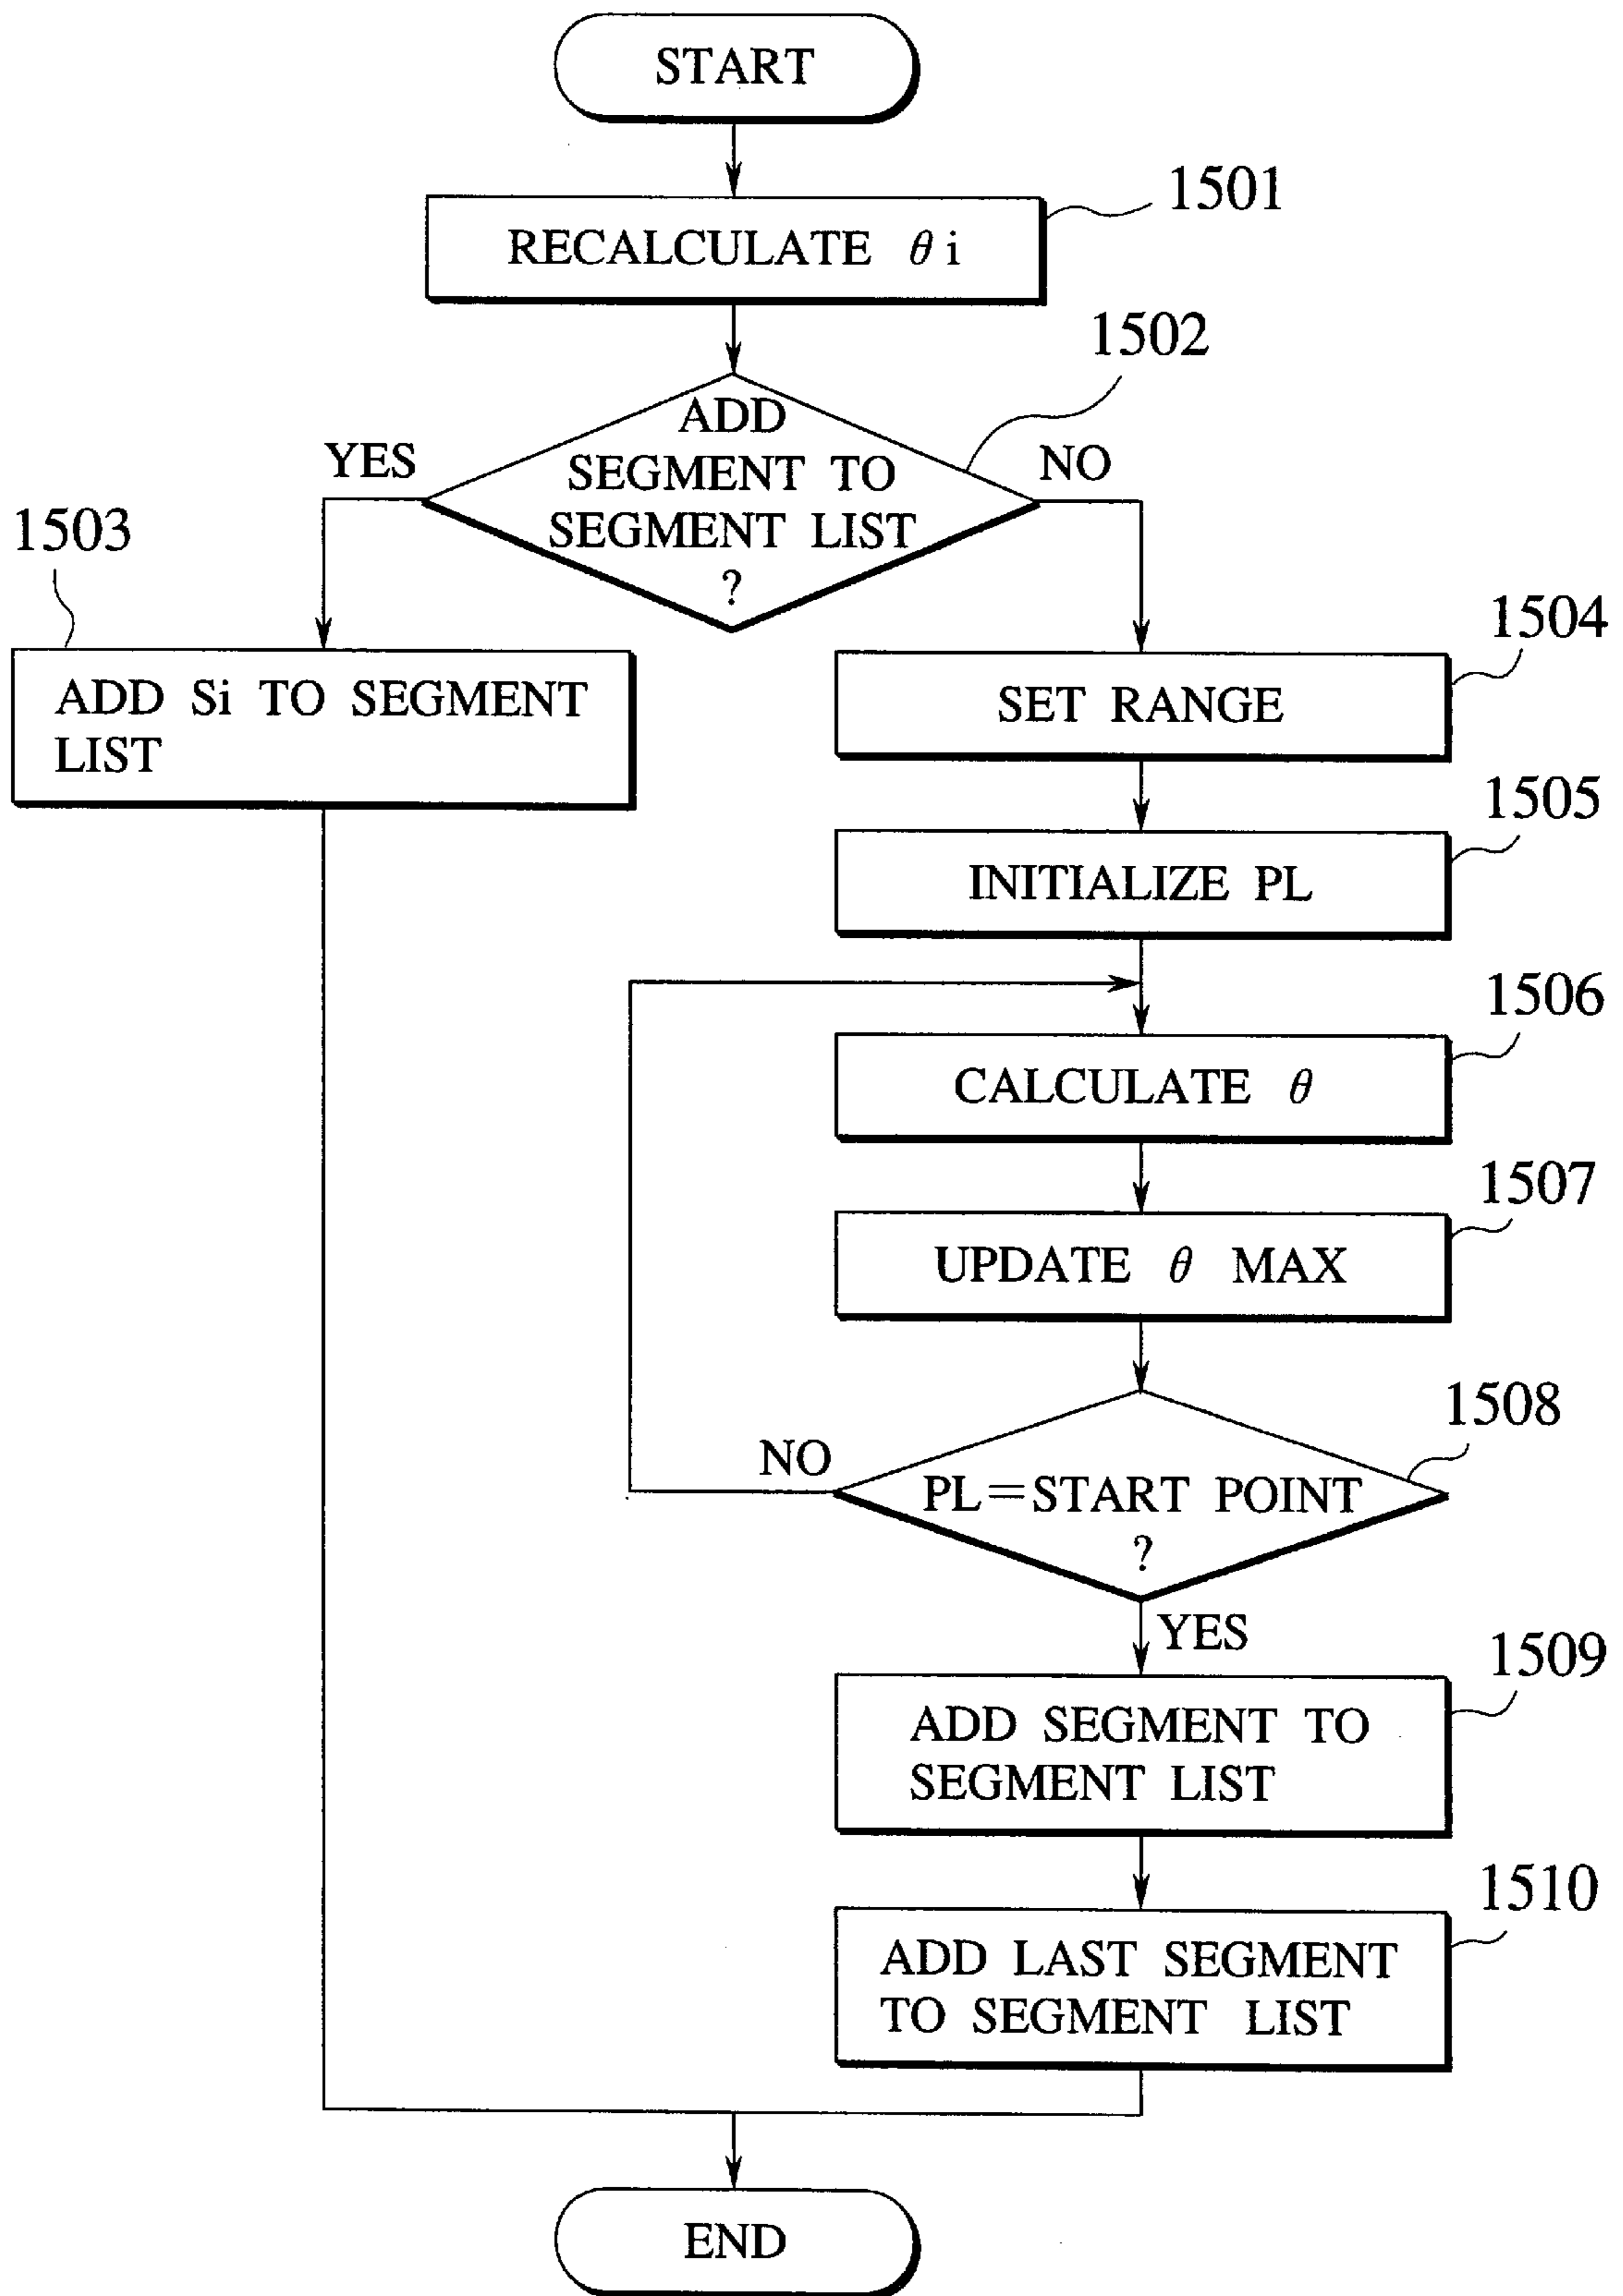 START
1501
RECALCULATE θi
1502
ADD
SEGMENT TO
SEGMENT LIST
?
YES
NO
1503
ADD Si TO SEGMENT
LIST
1504
SET RANGE
1505
INITIALIZE PL
1506
CALCULATE θ
1507
UPDATE θ MAX
1508
NO
PL=START POINT
?
YES
1509
ADD SEGMENT TO
SEGMENT LIST
1510
ADD LAST SEGMENT
TO SEGMENT LIST
END